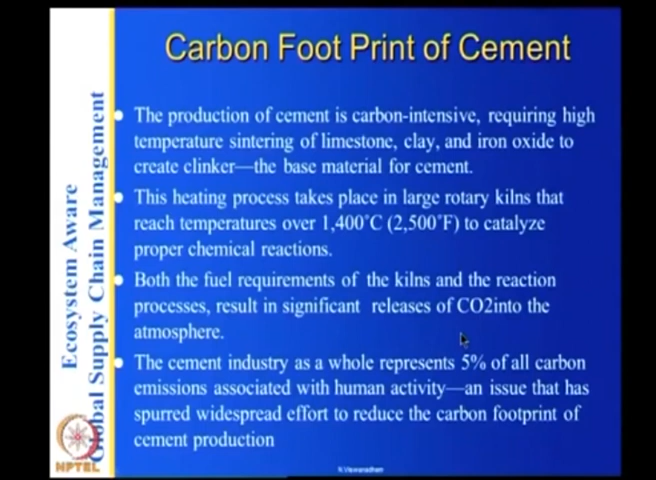 Carbon Foot Print of Cement
The production of cement is carbon-intensive, requiring high
temperature sintering of limestone, clay, and iron oxide to
create clinker—the base material for cement.
This heating process takes place in large rotary kilns that
reach temperatures over 1,400˚C (2,500˚F) to catalyze
proper chemical reactions.
Both the fuel requirements of the kilns and the reaction
processes, result in significant releases of CO2into the
atmosphere.
The cement industry as a whole represents 5% of all carbon
emissions associated with human activity—an issue that has
spurred widespread effort to reduce the carbon footprint of
cement production
Ecosystem Aware
Global Supply Chain Management
NPTEL
N.Viswanadham